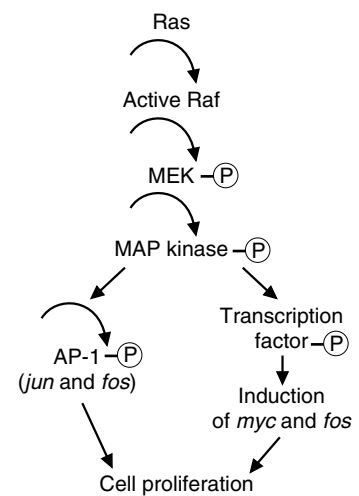 Ras
Active Raf
MEK –P
MAP kinase –P
AP-1 –P
(jun and fos)
Transcription
factor –P
Induction
of myc and fos
Cell proliferation